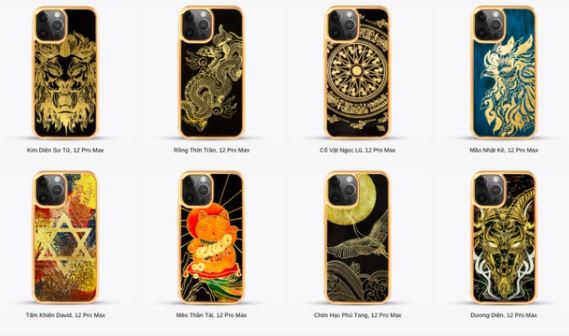 Kim Diện Sư Tử, 12 Pro Max
Rồng Thời Trần, 12 Pro Max
Cổ Vật Ngọc Lũ, 12 Pro Max
Mão Nhật Kê, 12 Pro Max
Tấm Khiên David, 12 Pro Max
Mèo Thần Tài, 12 Pro Max
Chim Hạc Phù Tang, 12 Pro Max
Dương Diện, 12 Pro Max